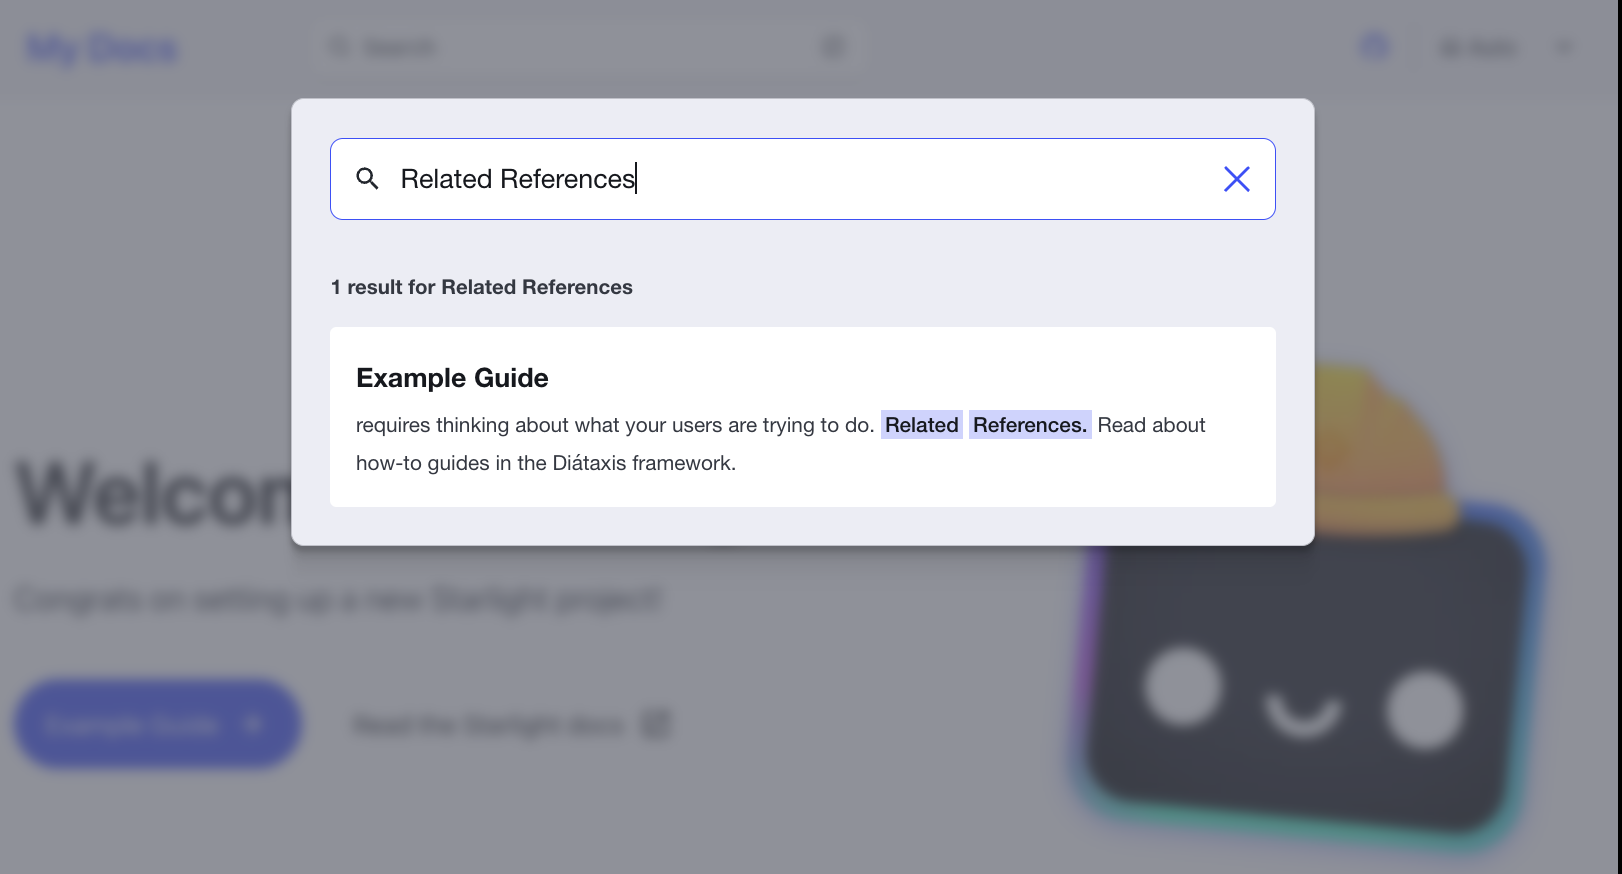 My Docs
Search
Auto
Related References
1 result for Related References
Example Guide
requires thinking about what your users are trying to do. Related References. Read about
how-to guides in the Diátaxis framework.
Welcom
Congrats on setting up a new Starlight project!
Example Guide
Read the Starlight docs